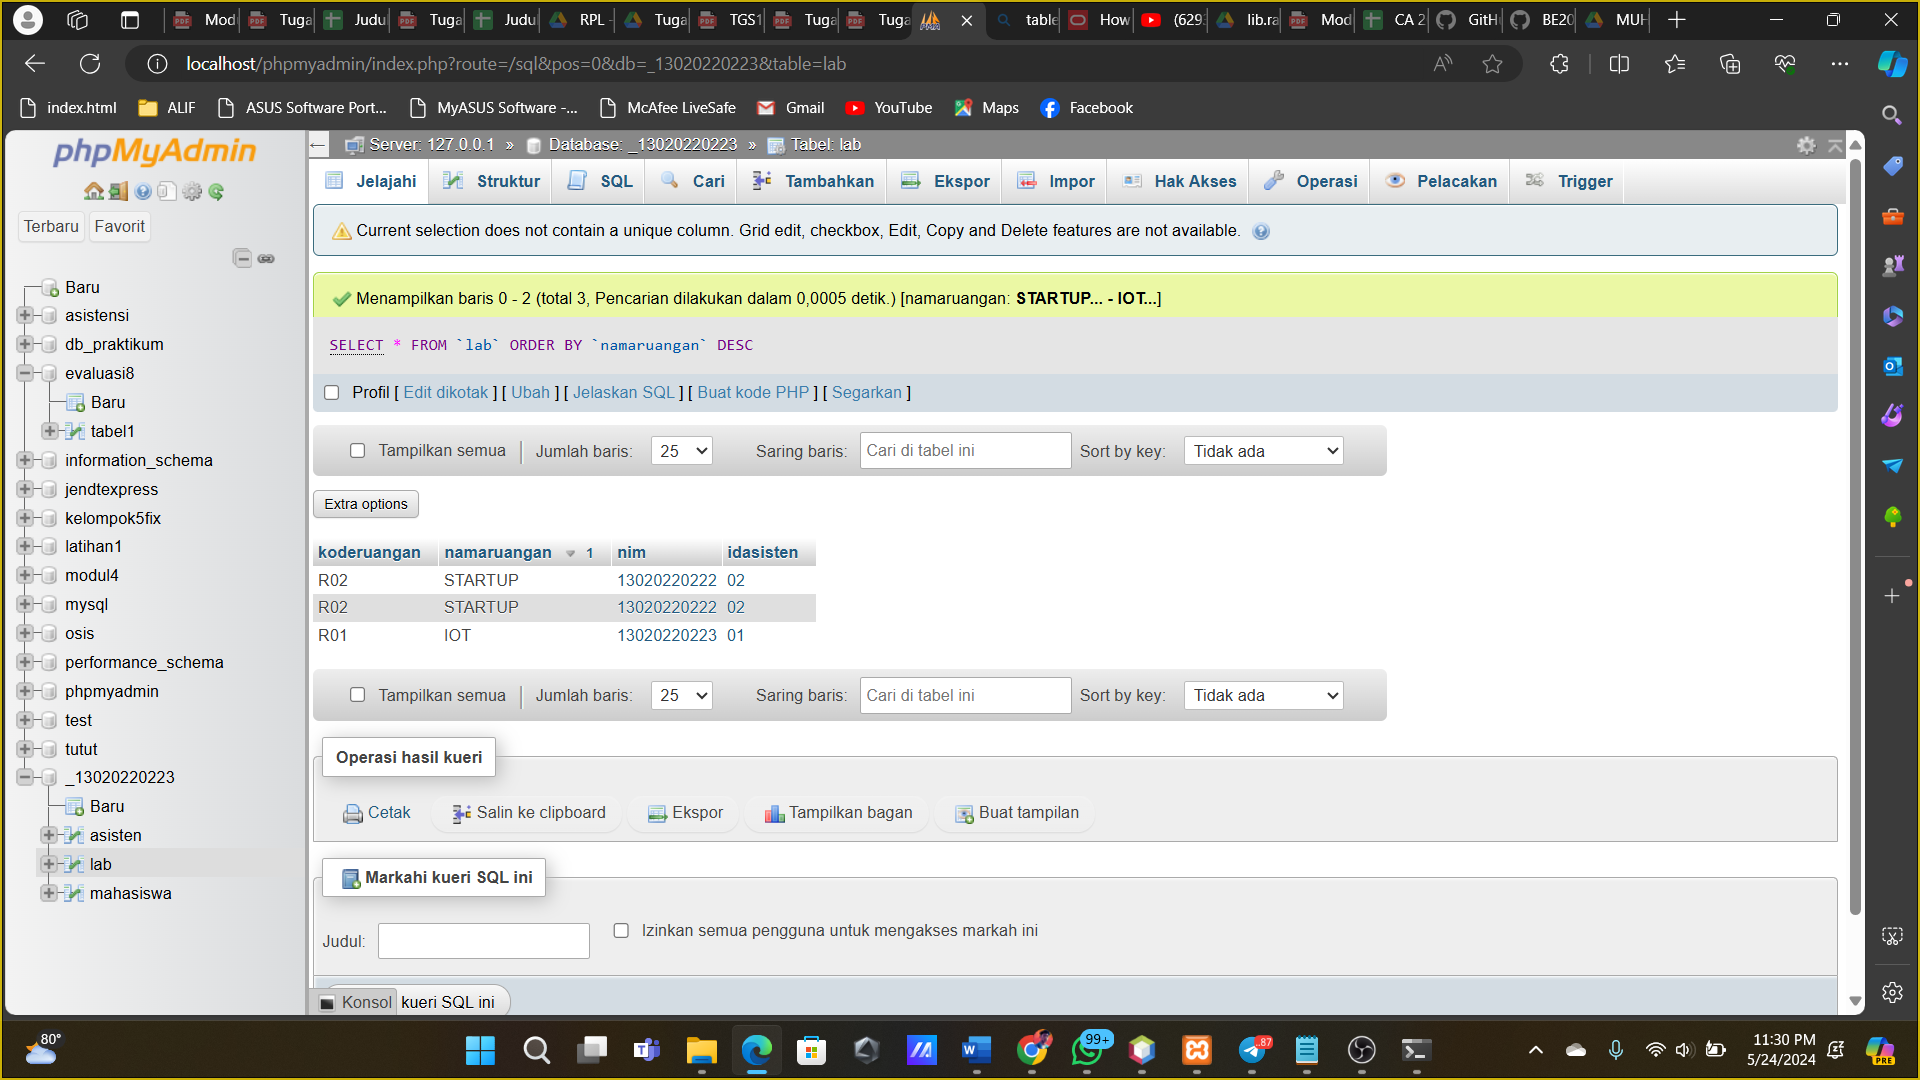 Mod
Tuga
Judu
Tuga
Judu
RPL -
Tuga
TGS1
Tuga
Tuga
table
How
(629
lib.ra
Mod
CA 2
GitHu
BE20
MUH
localhost/phpmyadmin/index.php?route=/sql&pos=0&db=_13020220223&table=lab
index.html
ALIF
ASUS Software Port...
MyASUS Software -...
McAfee LiveSafe
Gmail
YouTube
Maps
Facebook
phpMyAdmin
Terbaru
Favorit
Baru
asistensi
db_praktikum
evaluasi8
Baru
tabel1
information_schema
jendtexpress
kelompok5fix
latihan1
modul4
mysql
osis
performance_schema
phpmyadmin
test
tutut
_13020220223
Baru
asisten
lab
mahasiswa
Server: 127.0.0.1 » Database: _13020220223 » Tabel: lab
Jelajahi
Struktur
SQL
Cari
Tambahkan
Ekspor
Impor
Hak Akses
Operasi
Pelacakan
Trigger
Current selection does not contain a unique column. Grid edit, checkbox, Edit, Copy and Delete features are not available.
Menampilkan baris 0 - 2 (total 3, Pencarian dilakukan dalam 0,0005 detik.) [namaruangan: STARTUP... - IOT...]
SELECT * FROM `lab` ORDER BY `namaruangan` DESC
Profil [ Edit dikotak ] [ Ubah ] [ Jelaskan SQL ] [ Buat kode PHP ] [ Segarkan ]
Tampilkan semua | Jumlah baris: 25 Saring baris: Cari di tabel ini Sort by key: Tidak ada
Extra options
koderuangan namaruangan 1 nim idasisten
R02 STARTUP 13020220222 02
R02 STARTUP 13020220222 02
R01 IOT 13020220223 01
Tampilkan semua | Jumlah baris: 25 Saring baris: Cari di tabel ini Sort by key: Tidak ada
Operasi hasil kueri
Cetak
Salin ke clipboard
Ekspor
Tampilkan bagan
Buat tampilan
Markahi kueri SQL ini
Judul:
Izinkan semua pengguna untuk mengakses markah ini
Konsol
kueri SQL ini
80°
99+
87
11:30 PM
5/24/2024
PRE